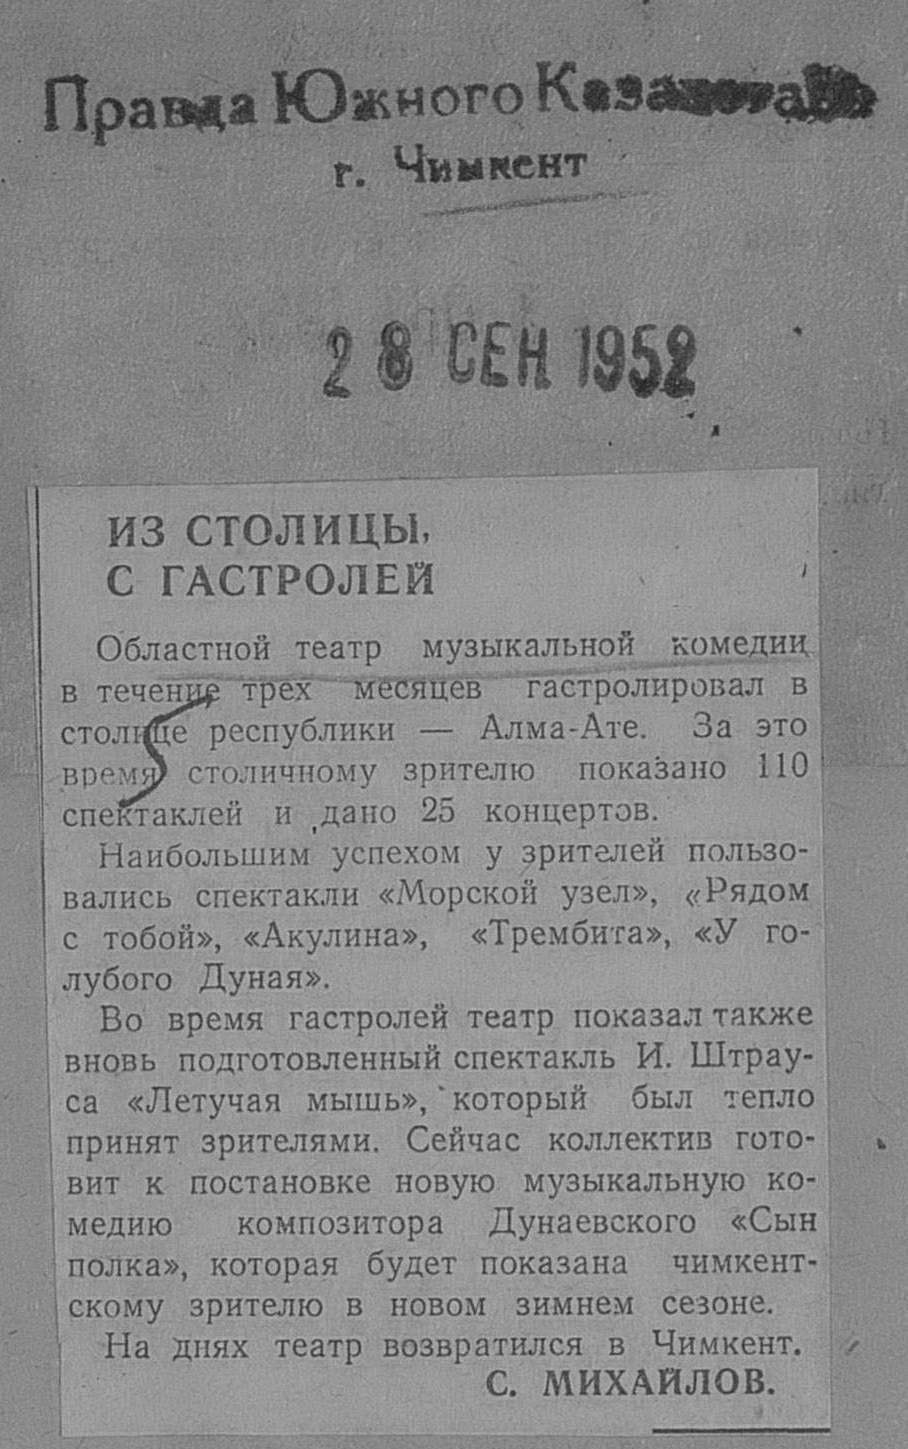 Правда Южного Казахстана
г. Чимкент
28 СЕН 1952
ИЗ СТОЛИЦЫ,
С ГАСТРОЛЕЙ
Областной театр музыкальной комедии
в течение трех месяцев гастролировал в
столице республики — Алма-Ате. За это
время столичному зрителю показано 110
спектаклей и дано 25 концертов.
Наибольшим успехом у зрителей пользо-
вались спектакли «Морской узел», «Рядом
с тобой», «Акулина», «Трембита», «У го-
лубого Дуная».
Во время гастролей театр показал также
вновь подготовленный спектакль И. Штрау-
са «Летучая мышь», который был тепло
принят зрителями. Сейчас коллектив гото-
вит к постановке новую музыкальную ко-
медию композитора Дунаевского «Сын
полка», которая будет показана чимкент-
скому зрителю в новом зимнем сезоне.
На днях театр возвратился в Чимкент.
С. МИХАЙЛОВ.